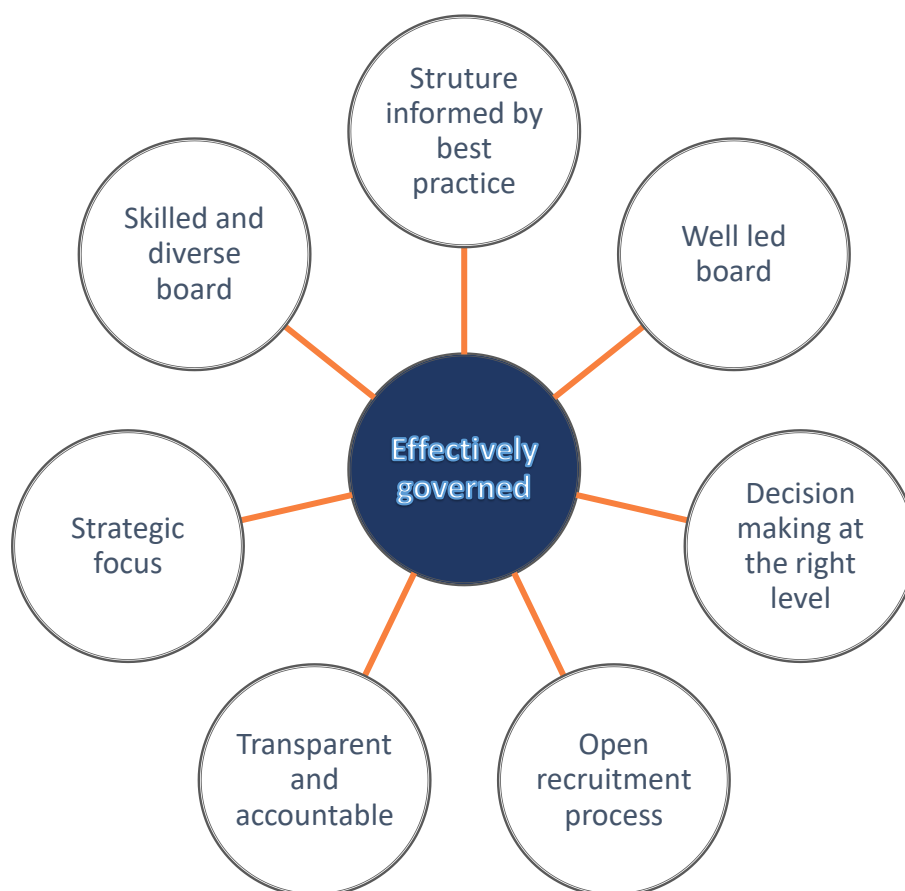 Struture
informed by
best
practice
Well led
board
Decision
making at
the right
level
Open
recruitment
process
Transparent
and
accountable
Strategic
focus
Skilled and
diverse
board
Effectively
governed